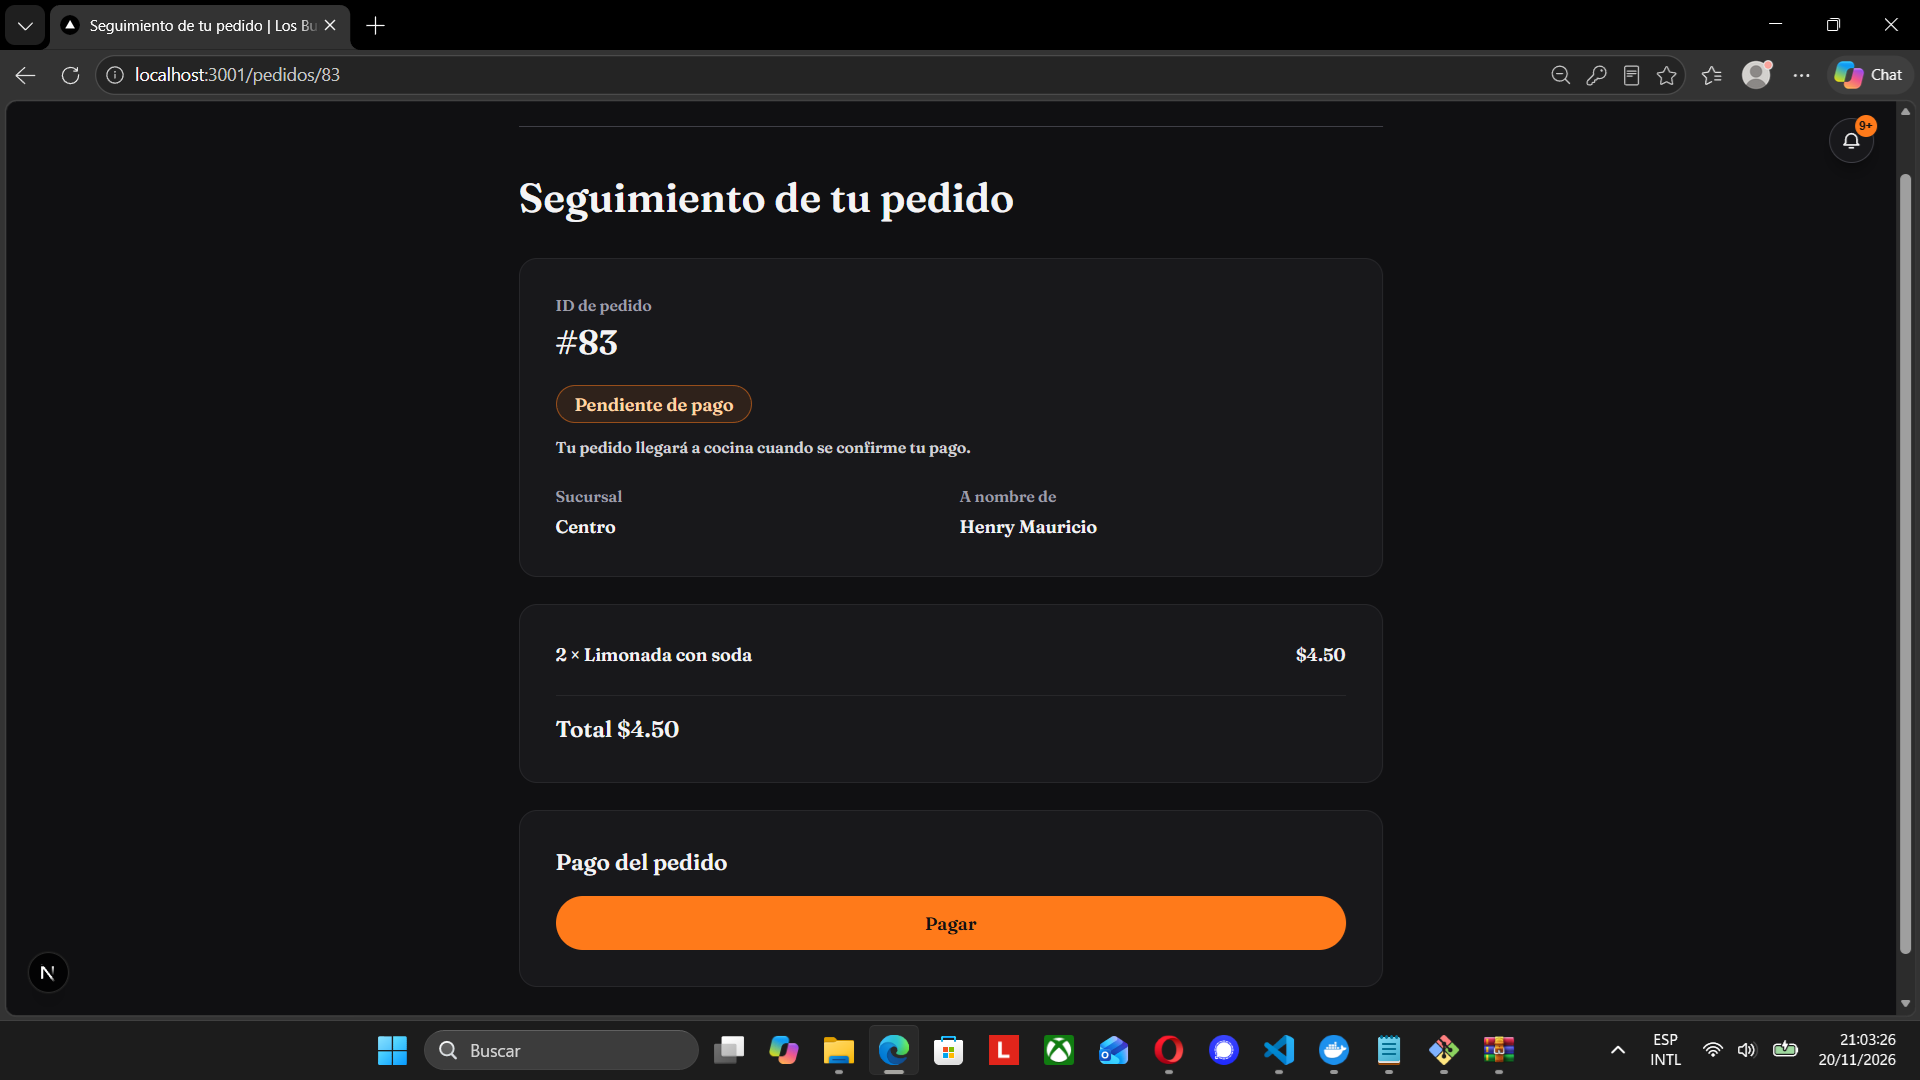 Seguimiento de tu pedido | Los Bu
localhost:3001/pedidos/83
Chat
9+
Seguimiento de tu pedido
ID de pedido
#83
Pendiente de pago
Tu pedido llegará a cocina cuando se confirme tu pago.
Sucursal
A nombre de
Centro
Henry Mauricio
2 × Limonada con soda
$4.50
Total $4.50
Pago del pedido
Pagar
N
Buscar
L
ESP
INTL
21:03:26
20/11/2026